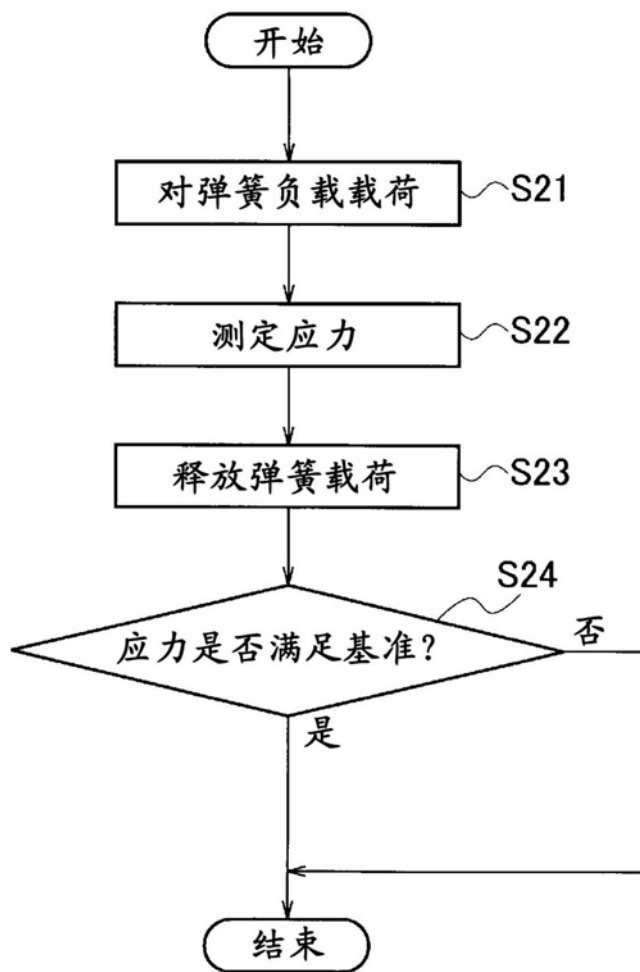 开始
对弹簧负载载荷
S21
测定应力
S22
释放弹簧载荷
S23
S24
应力是否满足基准?
否
是
结束